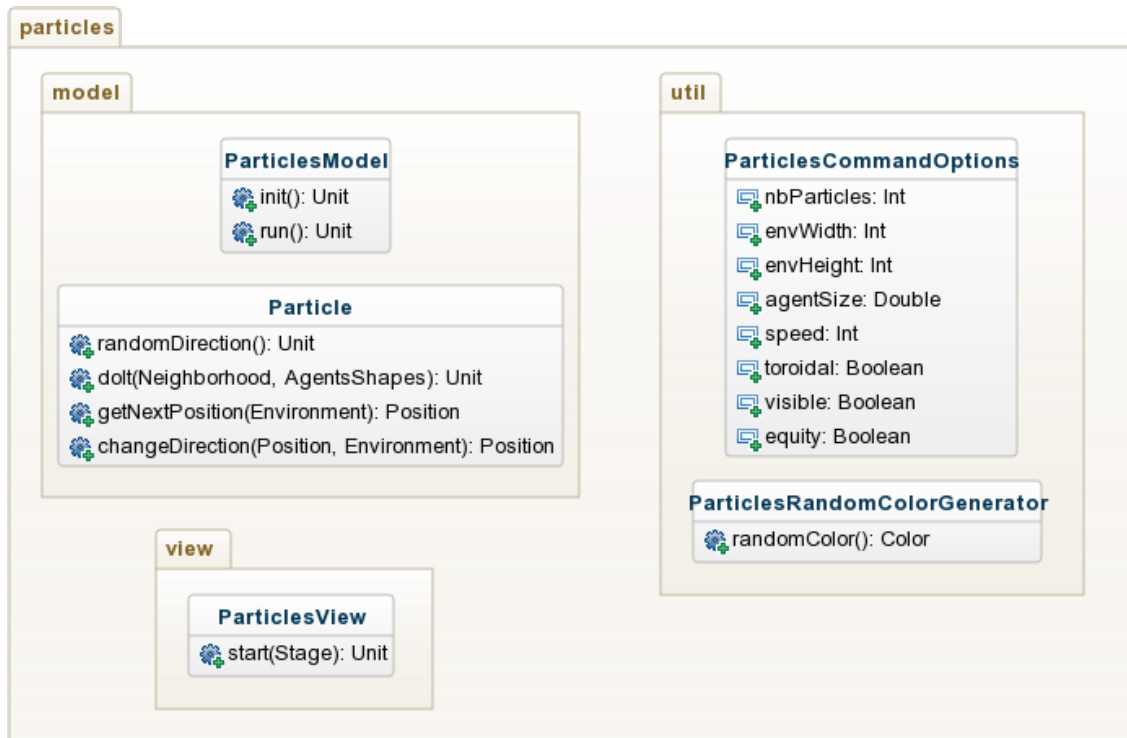 particles
model
ParticlesModel
init(): Unit
run(): Unit
Particle
randomDirection(): Unit
doIt(Neighborhood, AgentsShapes): Unit
getNextPosition(Environment): Position
changeDirection(Position, Environment): Position
util
ParticlesCommandOptions
nbParticles: Int
envWidth: Int
envHeight: Int
agentSize: Double
speed: Int
toroidal: Boolean
visible: Boolean
equity: Boolean
ParticlesRandomColorGenerator
randomColor(): Color
view
ParticlesView
start(Stage): Unit